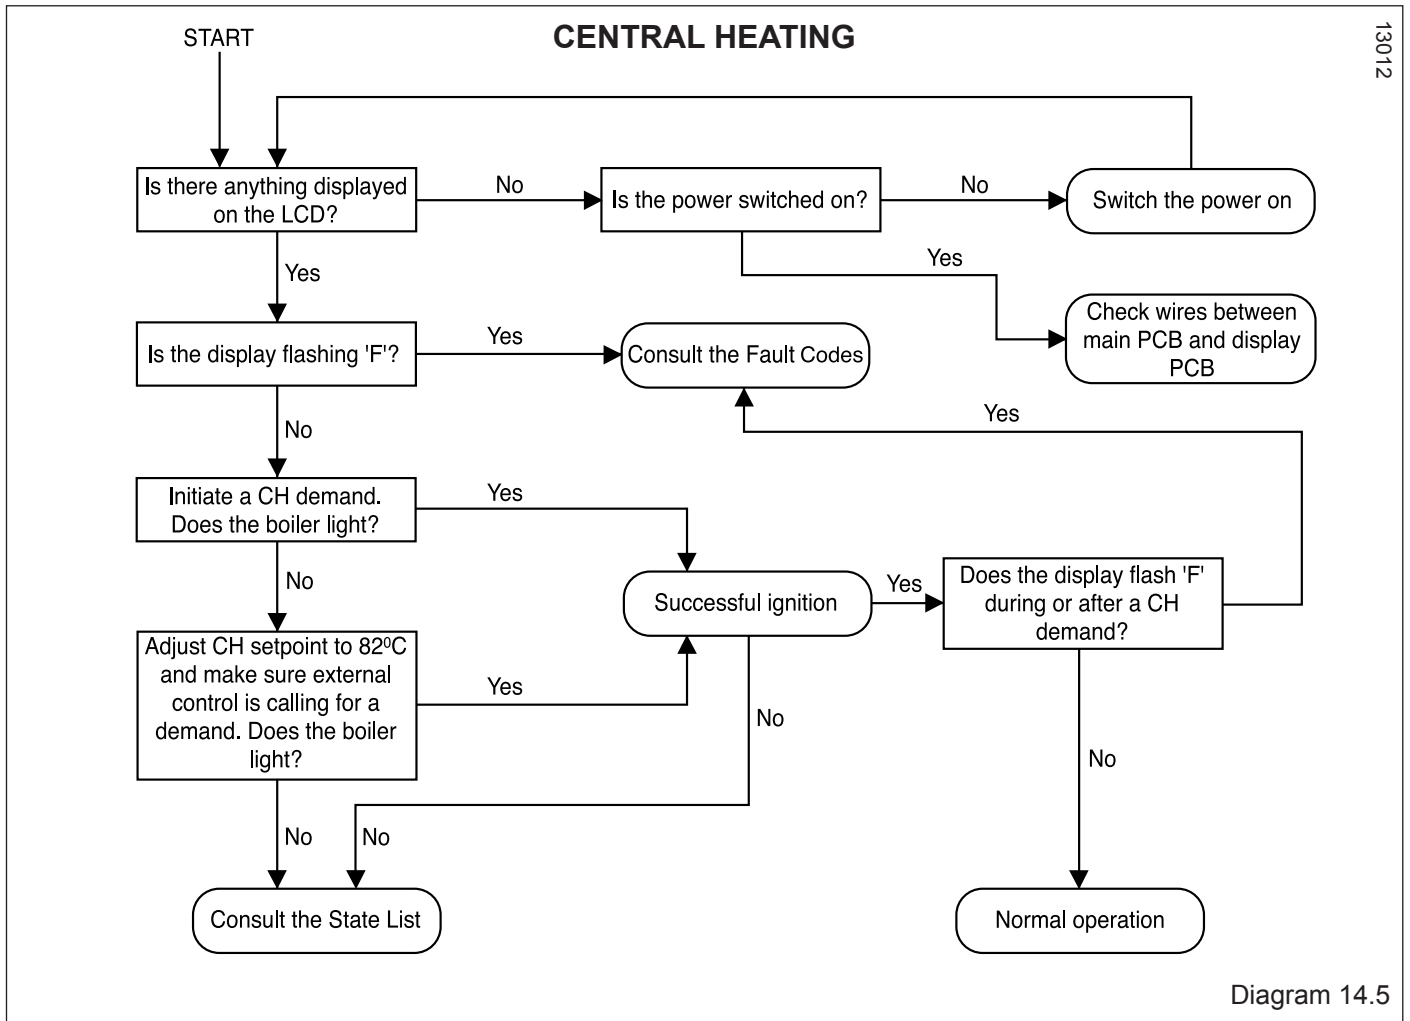 START
CENTRAL HEATING
13012
Is there anything displayed
on the LCD?
No
Is the power switched on?
No
Switch the power on
Yes
Yes
Check wires between
main PCB and display
PCB
Is the display flashing 'F'?
Yes
Consult the Fault Codes
No
Yes
Initiate a CH demand.
Does the boiler light?
Yes
No
Successful ignition
Yes
Does the display flash 'F'
during or after a CH
demand?
Adjust CH setpoint to 82⁰C
and make sure external
control is calling for a
demand. Does the boiler
light?
Yes
No
No
No
No
Consult the State List
Normal operation
Diagram 14.5